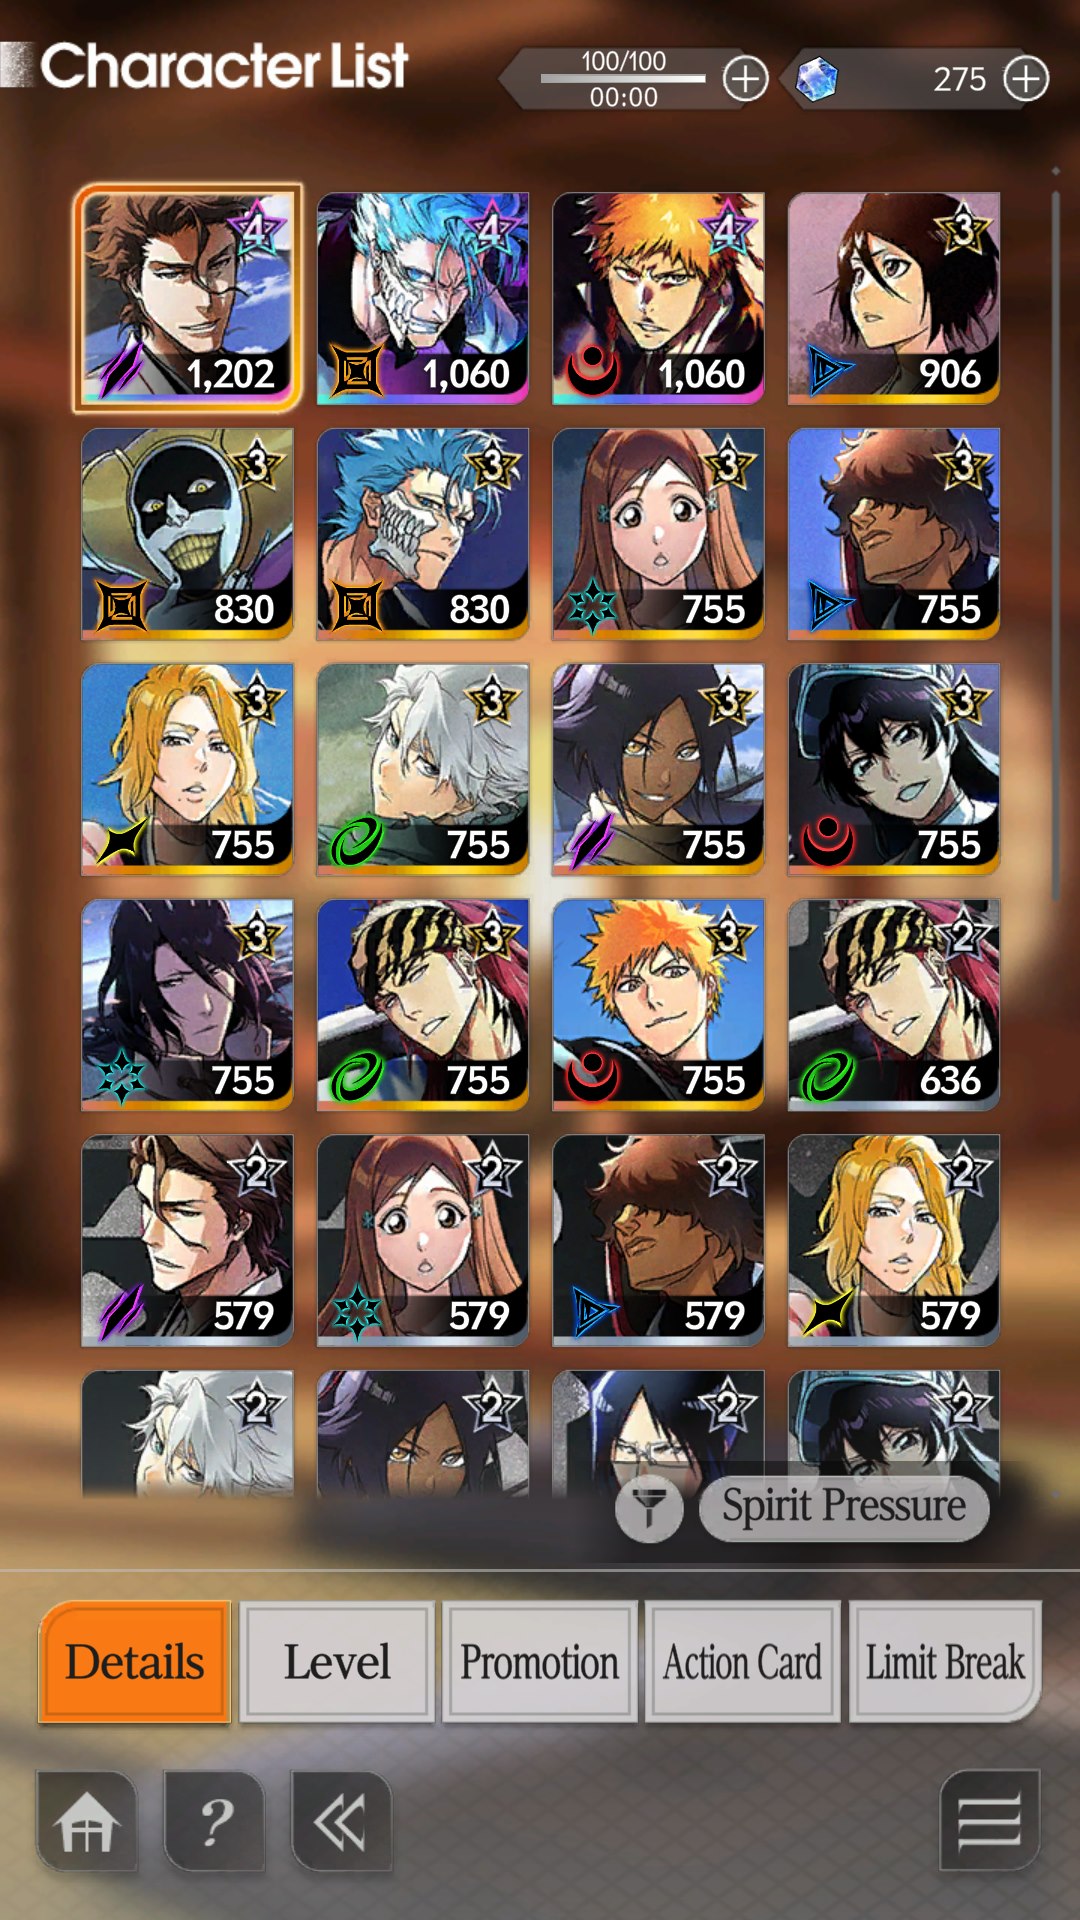 Character List
100/100
00:00
275
4 4 4 3
1,202 1,060 1,060 906
3 3 3 3
830 830 755 755
3 3 3 3
755 755 755 755
3 3 3 2
755 755 755 636
2 2 2 2
579 579 579 579
2 2 2 2
Spirit Pressure
Details Level Promotion Action Card Limit Break
?